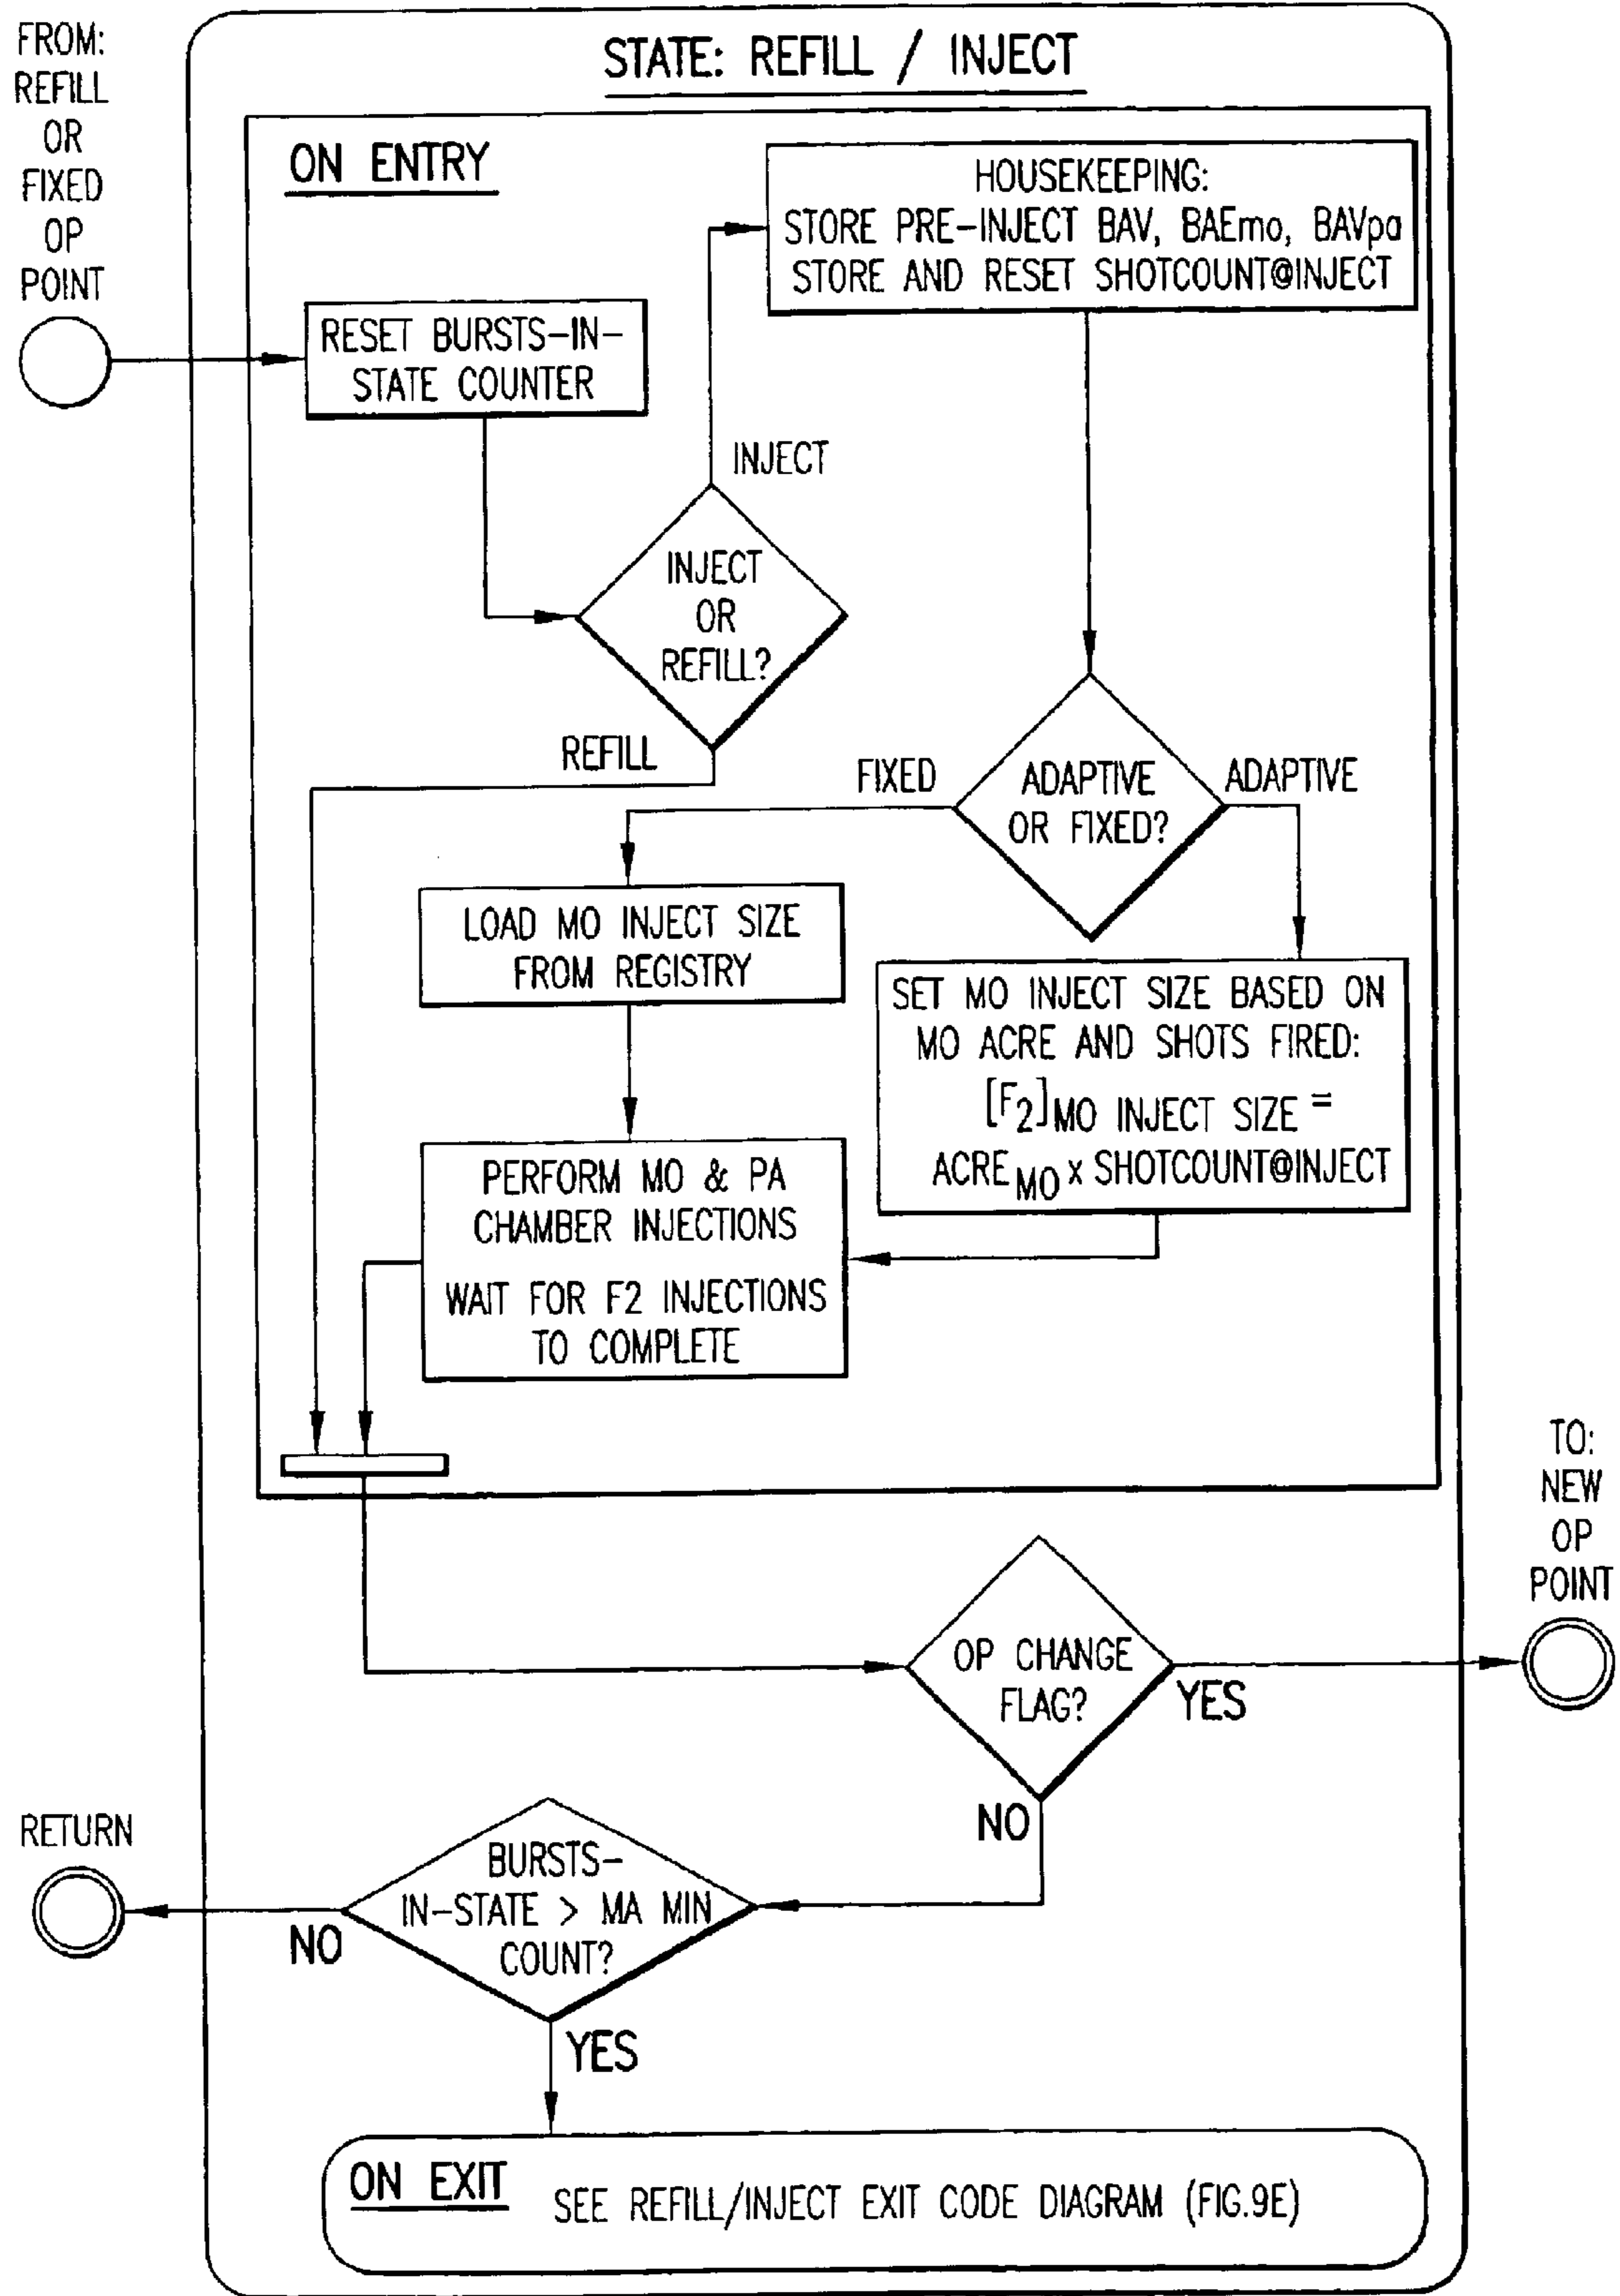 FROM:
REFILL
OR
FIXED
OP
POINT
STATE: REFILL / INJECT
ON ENTRY
HOUSEKEEPING:
STORE PRE-INJECT BAV, BAEmo, BAVpa
STORE AND RESET SHOTCOUNT@INJECT
RESET BURSTS-IN-
STATE COUNTER
INJECT
INJECT
OR
REFILL?
REFILL
FIXED
ADAPTIVE
OR FIXED?
ADAPTIVE
LOAD MO INJECT SIZE
FROM REGISTRY
SET MO INJECT SIZE BASED ON
MO ACRE AND SHOTS FIRED:
[F2]MO INJECT SIZE =
ACRE MO x SHOTCOUNT@INJECT
PERFORM MO & PA
CHAMBER INJECTIONS
WAIT FOR F2 INJECTIONS
TO COMPLETE
TO:
NEW
OP
POINT
OP CHANGE
FLAG?
YES
NO
RETURN
BURSTS-
IN-STATE > MA MIN
COUNT?
NO
YES
ON EXIT SEE REFILL/INJECT EXIT CODE DIAGRAM (FIG.9E)